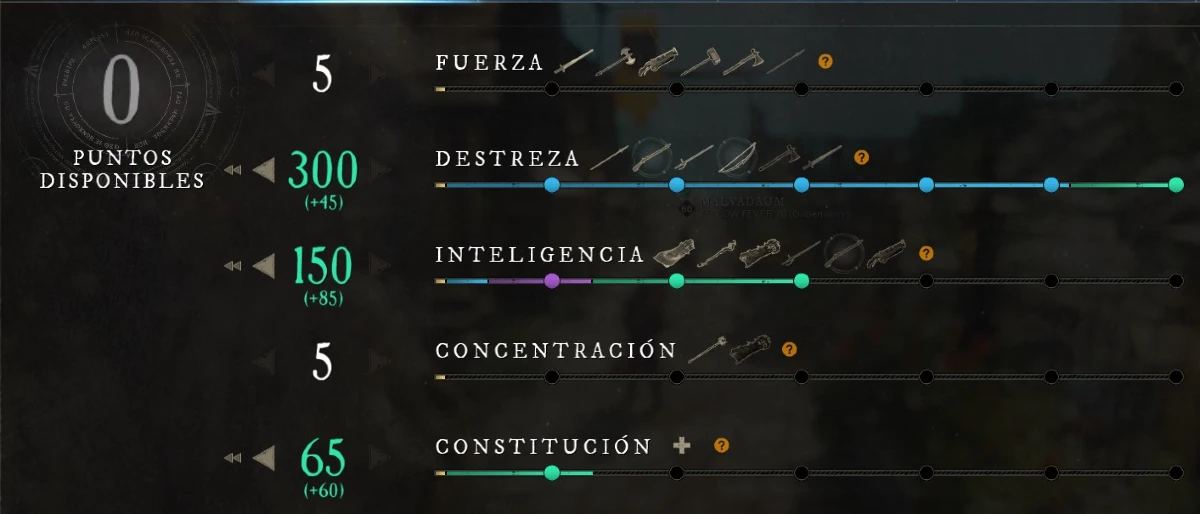 0
PUNTOS
DISPONIBLES
5
FUERZA
?
300
(+45)
DESTREZA
?
150
(+85)
INTELIGENCIA
?
5
CONCENTRACIÓN
?
65
(+60)
CONSTITUCIÓN
?